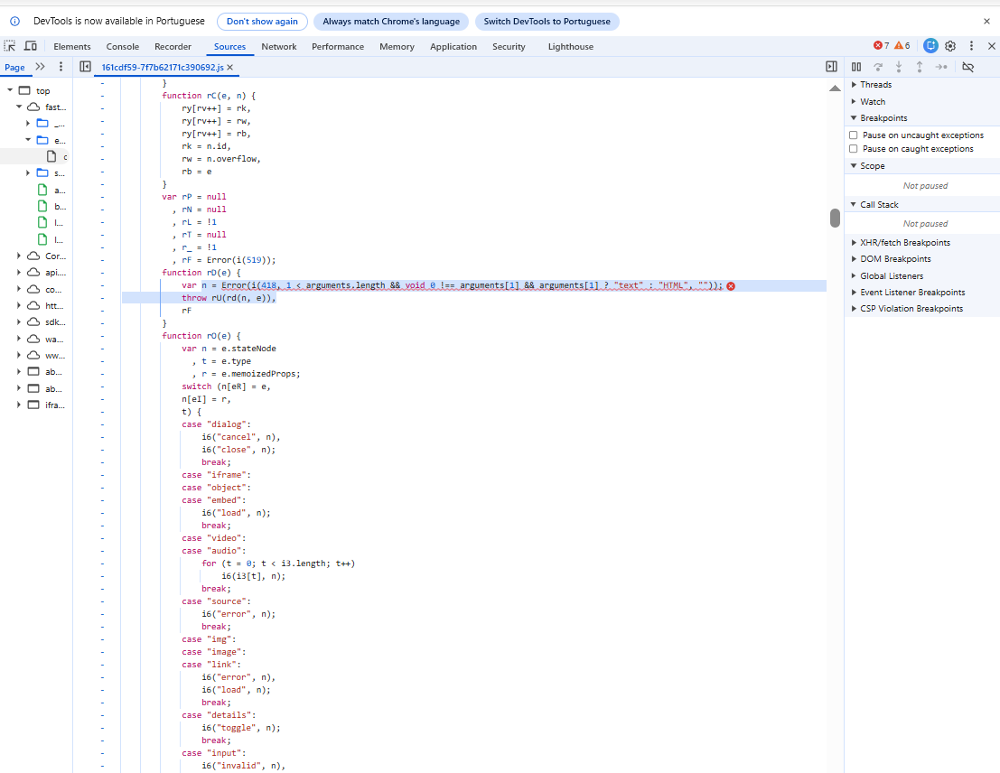 DevTools is now available in Portuguese
Don't show again
Always match Chrome's language
Switch DevTools to Portuguese
Elements
Console
Recorder
Sources
Network
Performance
Memory
Application
Security
Lighthouse
7
6
Page
161cdf59-7f7b62171c390692.js
top
fast...
_...
e...
c
s...
a...
b...
l...
l...
Cor...
api....
co...
htt...
sdk...
wa...
ww...
ab...
ab...
ifra...
}
function rC(e, n) {
ry[rv++] = rk,
ry[rv++] = rw,
ry[rv++] = rb,
rk = n.id,
rw = n.overflow,
rb = e
}
var rP = null
, rN = null
, rL = !1
, rT = null
, r_ = !1
, rF = Error(i(519));
function rD(e) {
var n = Error(i(418, 1 < arguments.length && void 0 !== arguments[1] && arguments[1] ? "text" : "HTML", ""));
throw rU(rd(n, e)),
rF
}
function rO(e) {
var n = e.stateNode
, t = e.type
, r = e.memoizedProps;
switch (n[eR] = e,
n[eI] = r,
t) {
case "dialog":
i6("cancel", n),
i6("close", n);
break;
case "iframe":
case "object":
case "embed":
i6("load", n);
break;
case "video":
case "audio":
for (t = 0; t < i3.length; t++)
i6(i3[t], n);
break;
case "source":
i6("error", n);
break;
case "img":
case "image":
case "link":
i6("error", n),
i6("load", n);
break;
case "details":
i6("toggle", n);
break;
case "input":
i6("invalid", n),
Threads
Watch
Breakpoints
Pause on uncaught exceptions
Pause on caught exceptions
Scope
Not paused
Call Stack
Not paused
XHR/fetch Breakpoints
DOM Breakpoints
Global Listeners
Event Listener Breakpoints
CSP Violation Breakpoints